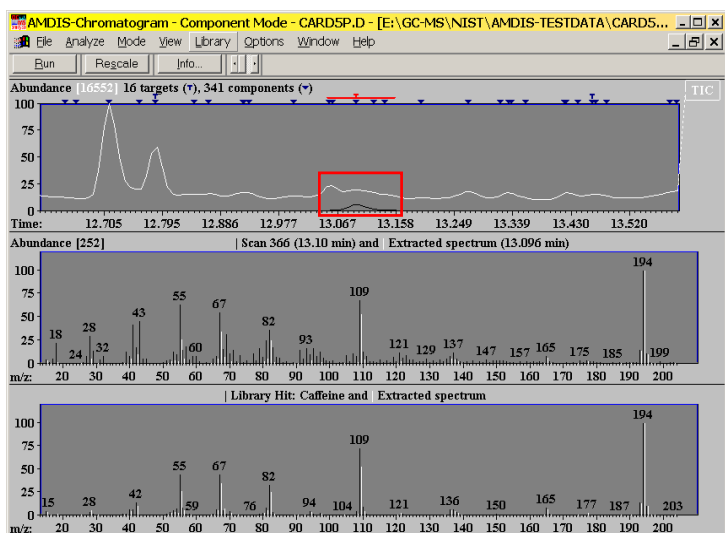 AMDIS-Chromatogram - Component Mode - CARD5P.D - [E:\GC-MS\NIST\AMDIS-TESTDATA\CARD5...
File Analyze Mode View Library Options Window Help
Run Rescale Info...
Abundance [16552] 16 targets (T), 341 components (▼) TIC
100
75
50
25
0
Time: 12.705 12.795 12.886 12.977 13.067 13.158 13.249 13.339 13.430 13.520
Abundance [252] | Scan 366 (13.10 min) and | Extracted spectrum (13.096 min)
100 194
75 109
50 55 67
43 82
25 18 28 93
0 24 32 60 121 129 137 147 157 165 175 185 199
m/z: 20 30 40 50 60 70 80 90 100 110 120 130 140 150 160 170 180 190 200
| Library Hit: Caffeine and | Extracted spectrum
100 194
75 109
50 55 67
25 42 82
0 15 28 59 76 94 104 121 136 150 165 177 187 203
m/z: 20 30 40 50 60 70 80 90 100 110 120 130 140 150 160 170 180 190 200